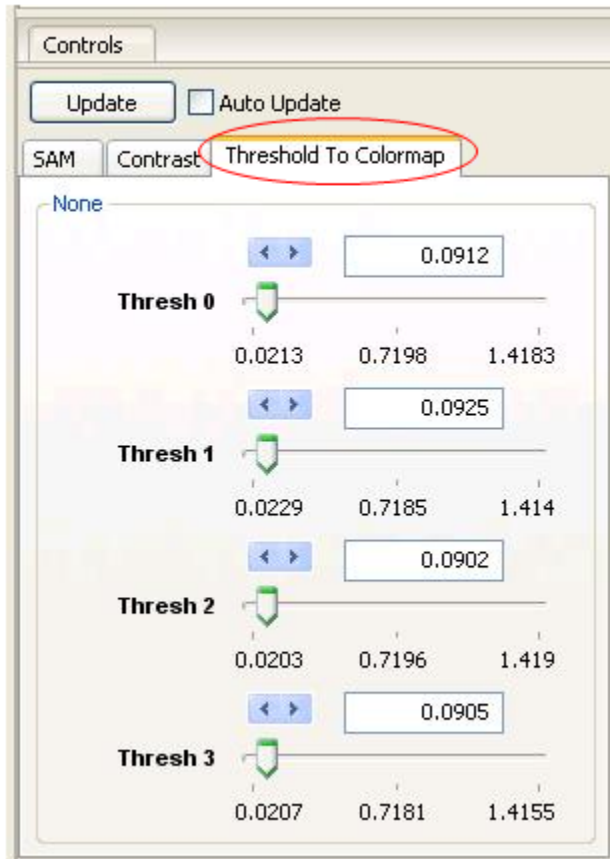 Controls
Update Auto Update
SAM Contrast Threshold To Colormap
None
0.0912
Thresh 0
0.0213 0.7198 1.4183
0.0925
Thresh 1
0.0229 0.7185 1.414
0.0902
Thresh 2
0.0203 0.7196 1.419
0.0905
Thresh 3
0.0207 0.7181 1.4155